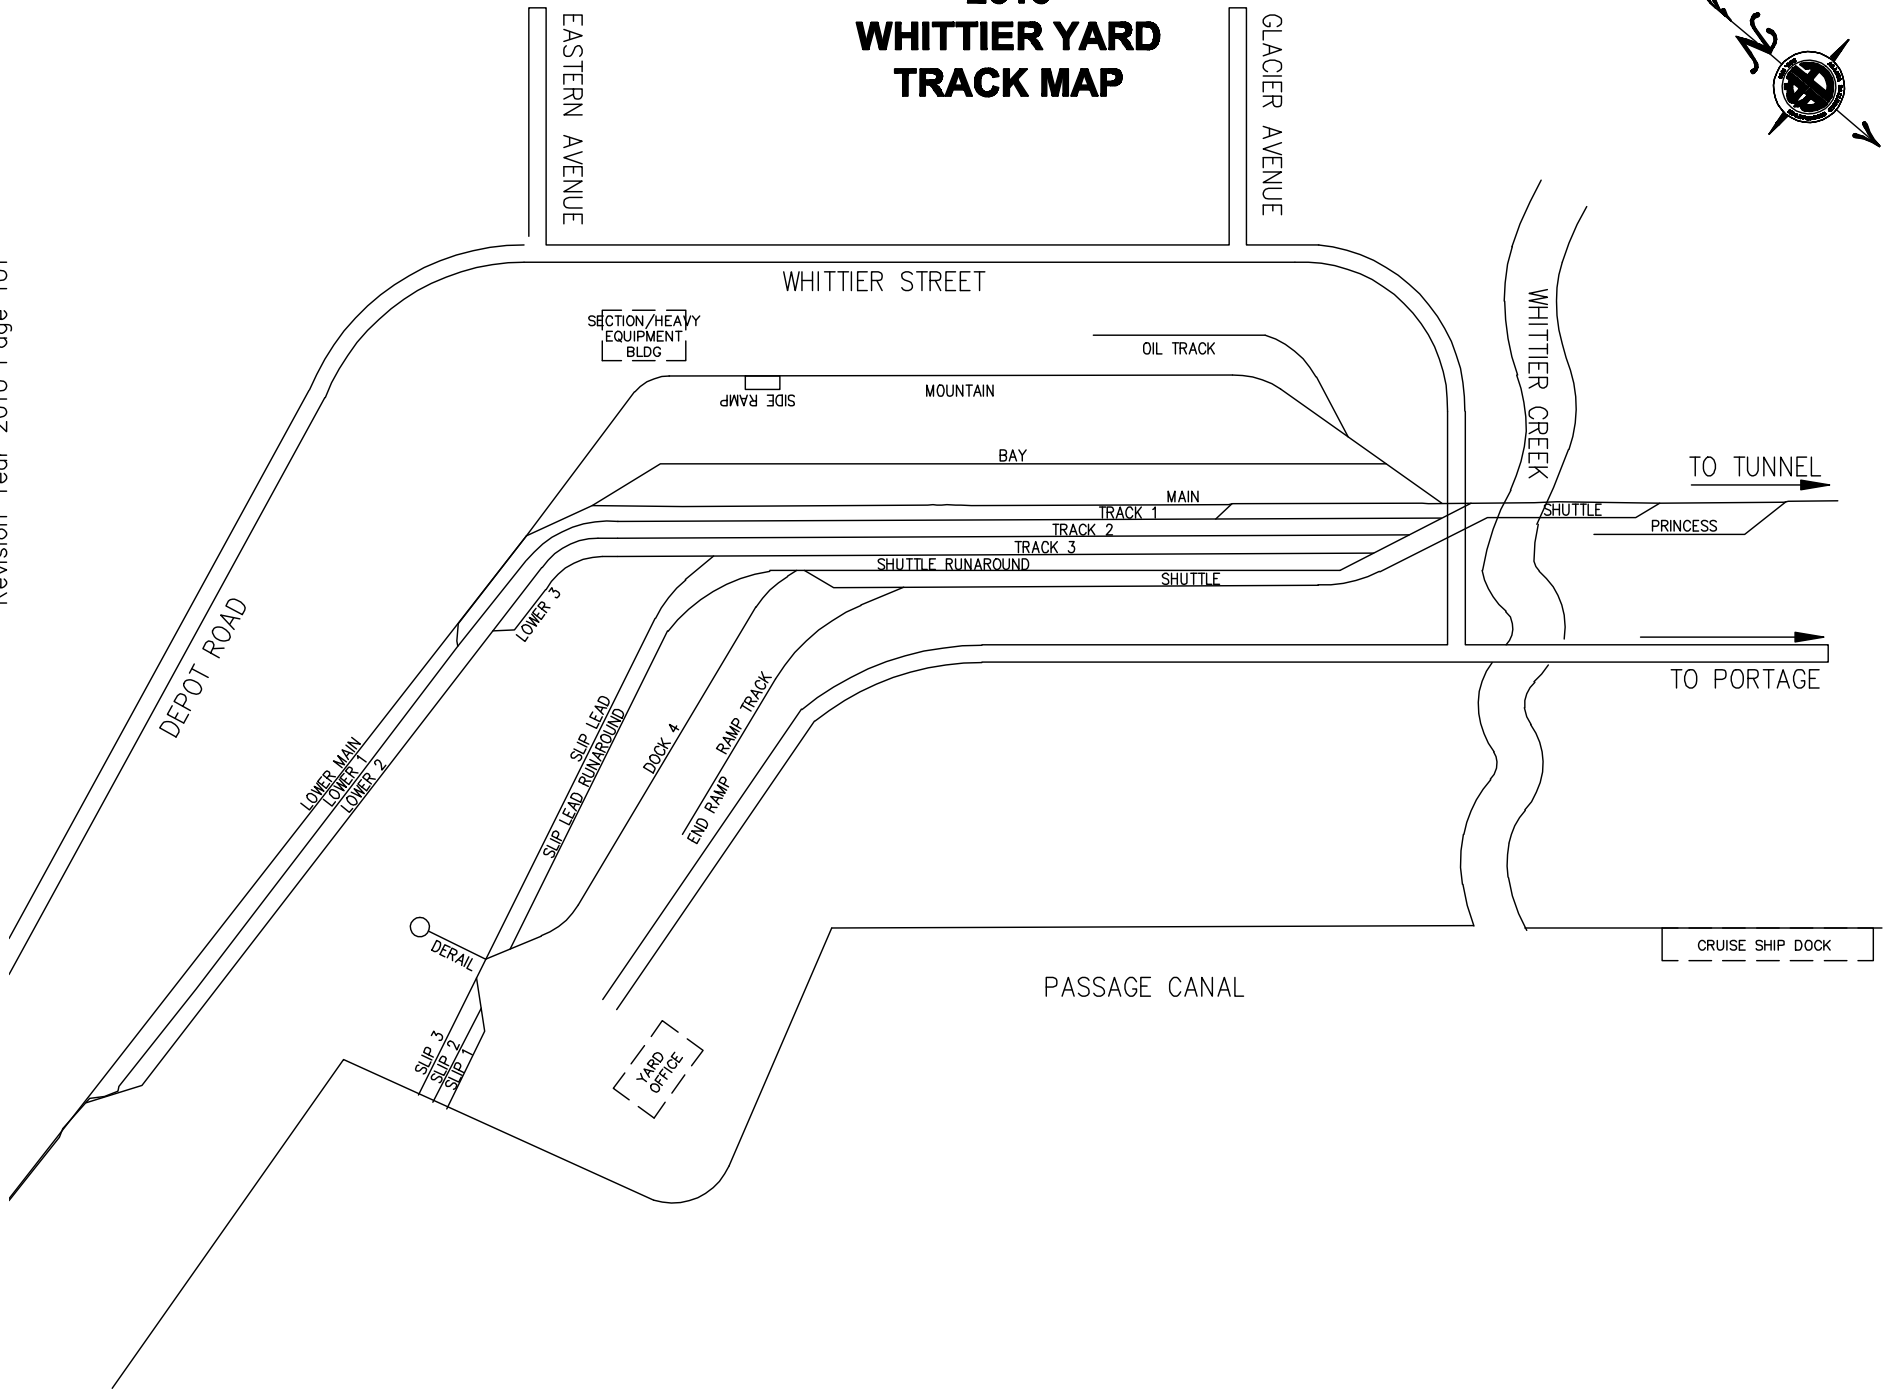 WHITTIER YARD
TRACK MAP
EASTERN AVENUE
GLACIER AVENUE
N
WHITTIER STREET
SECTION/HEAVY
EQUIPMENT
BLDG
SIDE RAMP
OIL TRACK
MOUNTAIN
WHITTIER CREEK
BAY
TO TUNNEL
MAIN
TRACK 1
TRACK 2
TRACK 3
SHUTTLE RUNAROUND
SHUTTLE
SHUTTLE
PRINCESS
LOWER 3
DEPOT ROAD
TO PORTAGE
LOWER MAIN
LOWER 1
LOWER 2
SLIP LEAD
SLIP LEAD RUNAROUND
DOCK 4
RAMP TRACK
END RAMP
DERAIL
CRUISE SHIP DOCK
PASSAGE CANAL
SLIP 3
SLIP 2
SLIP 1
YARD
OFFICE